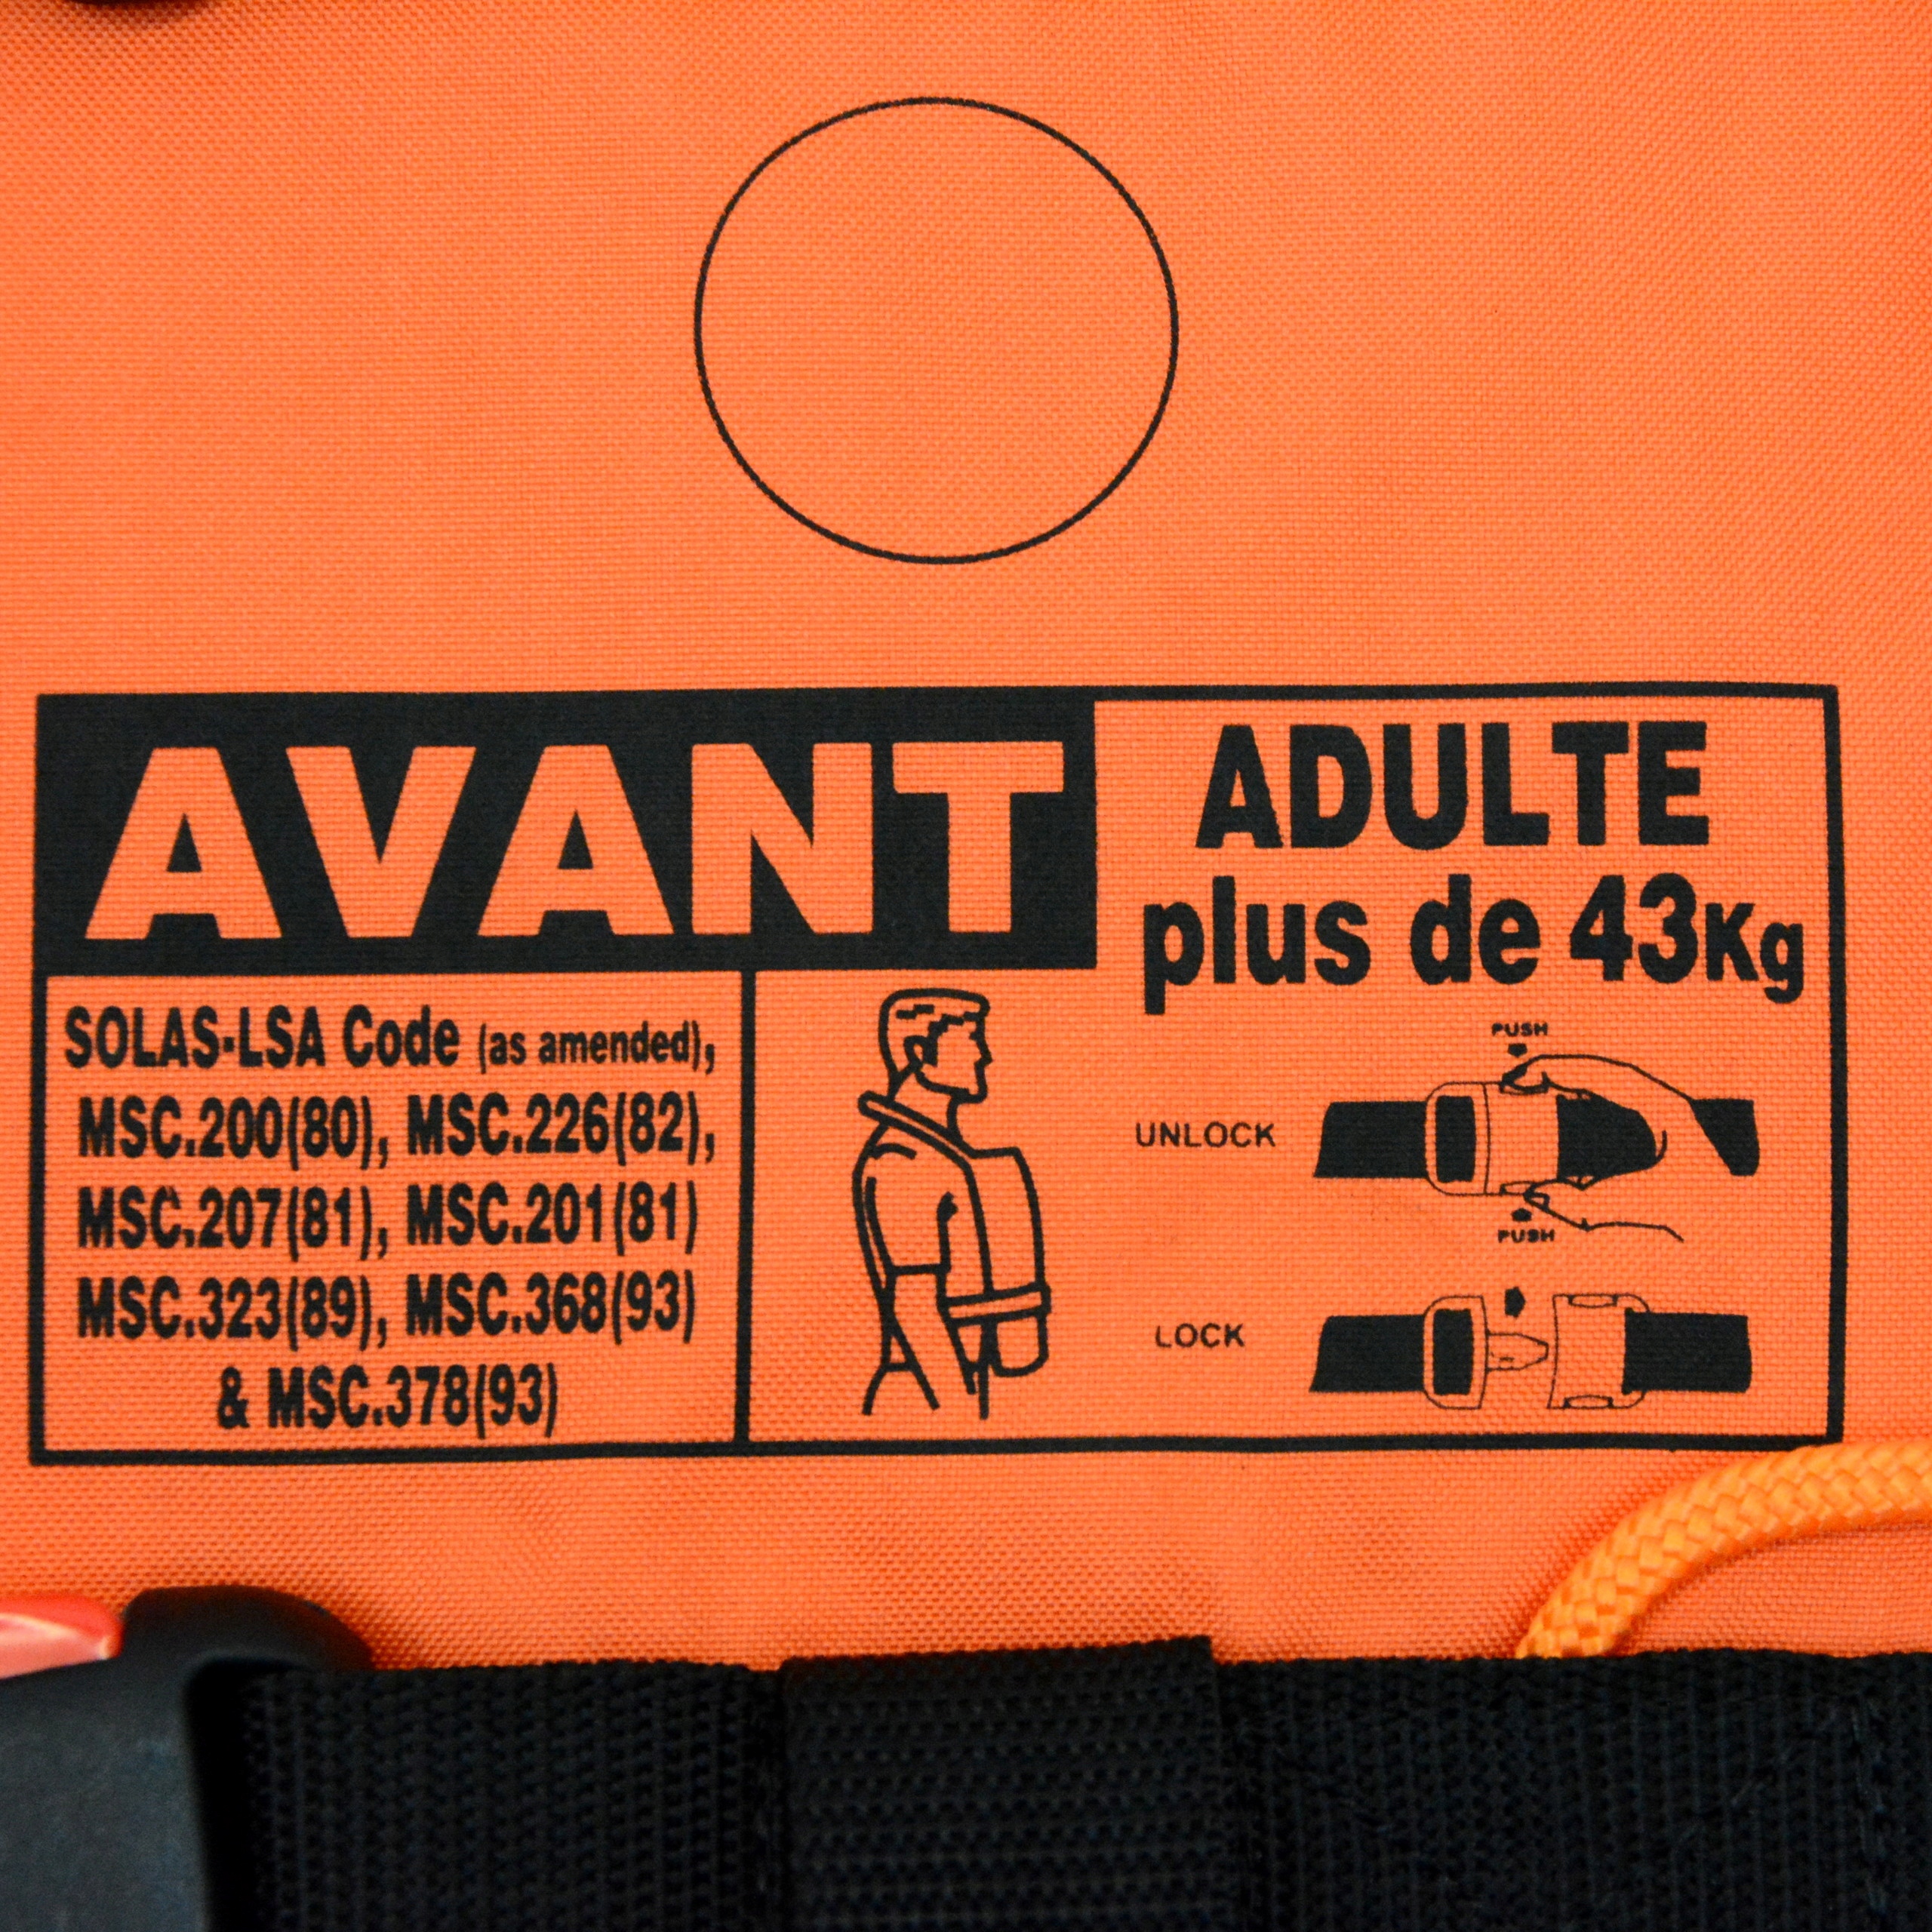 AVANT
ADULTE
plus de 43Kg
SOLAS-LSA Code (as amended),
MSC.200(80), MSC.226(82),
MSC.207(81), MSC.201(81)
MSC.323(89), MSC.368(93)
& MSC.378(93)
PUSH
UNLOCK
PUSH
LOCK